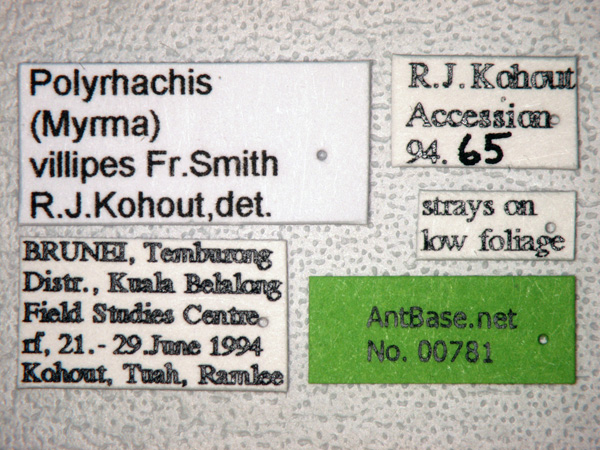 Polyrhachis
(Myrma)
villipes Fr.Smith
R.J.Kohout,det.
R.J.Kohout
Accession
94.65
strays on
low foliage
BRUNEI, Temburong
Distr., Kuala Belalong
Field Studies Centre
rf, 21.- 29.June 1994
Kohout, Tuah, Ramlee
AntBase.net
No. 00781